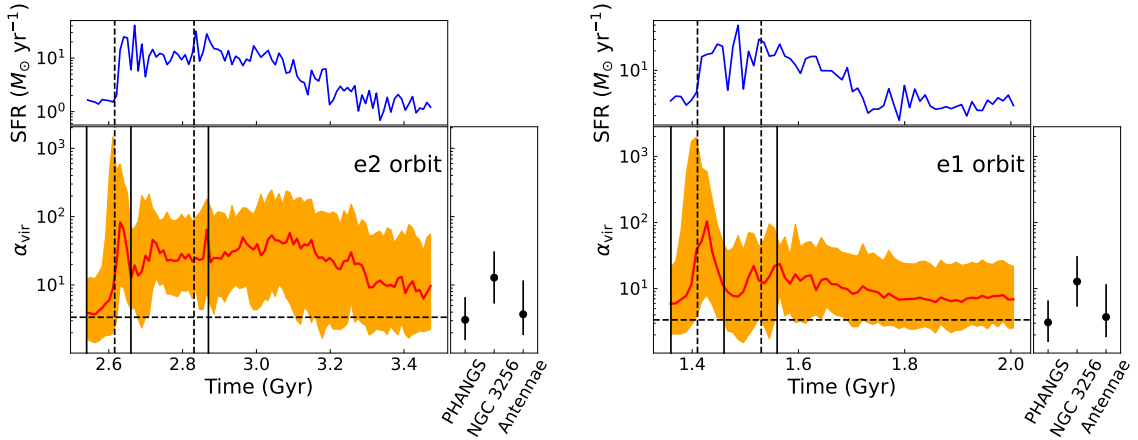 SFR (M⊙ yr⁻¹)
10¹
10⁰
e2 orbit
αvir
10³
10²
10¹
2.6 2.8 3.0 3.2 3.4
Time (Gyr)
PHANGS
NGC 3256
Antennae
SFR (M⊙ yr⁻¹)
10¹
e1 orbit
αvir
10³
10²
10¹
1.4 1.6 1.8 2.0
Time (Gyr)
PHANGS
NGC 3256
Antennae